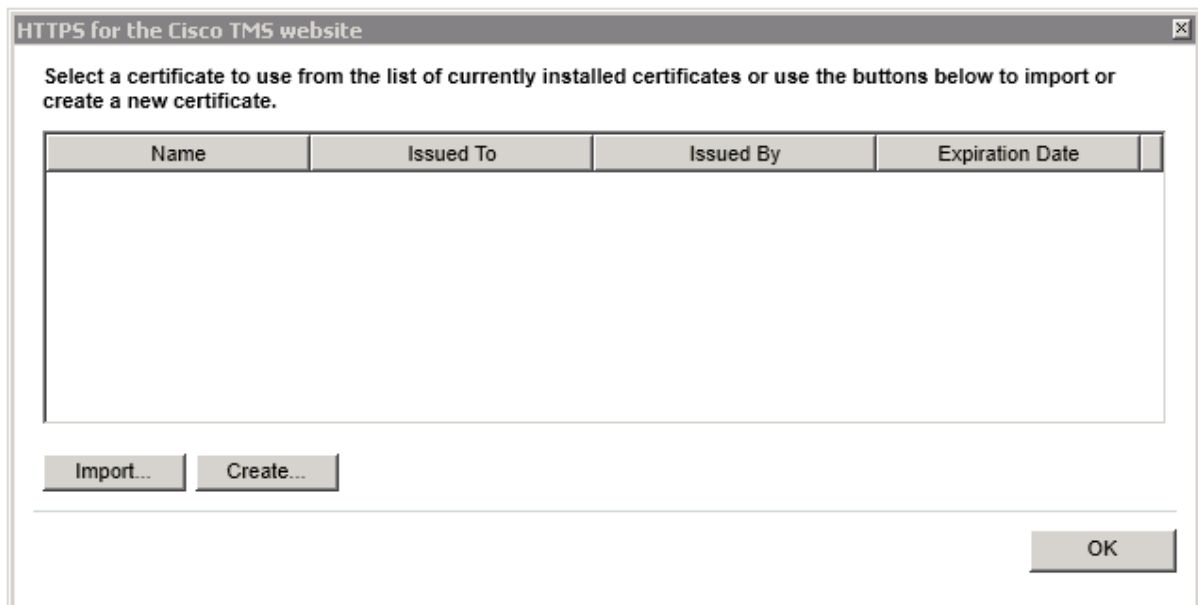 HTTPS for the Cisco TMS website
Select a certificate to use from the list of currently installed certificates or use the buttons below to import or
create a new certificate.
Name Issued To Issued By Expiration Date
Import... Create...
OK